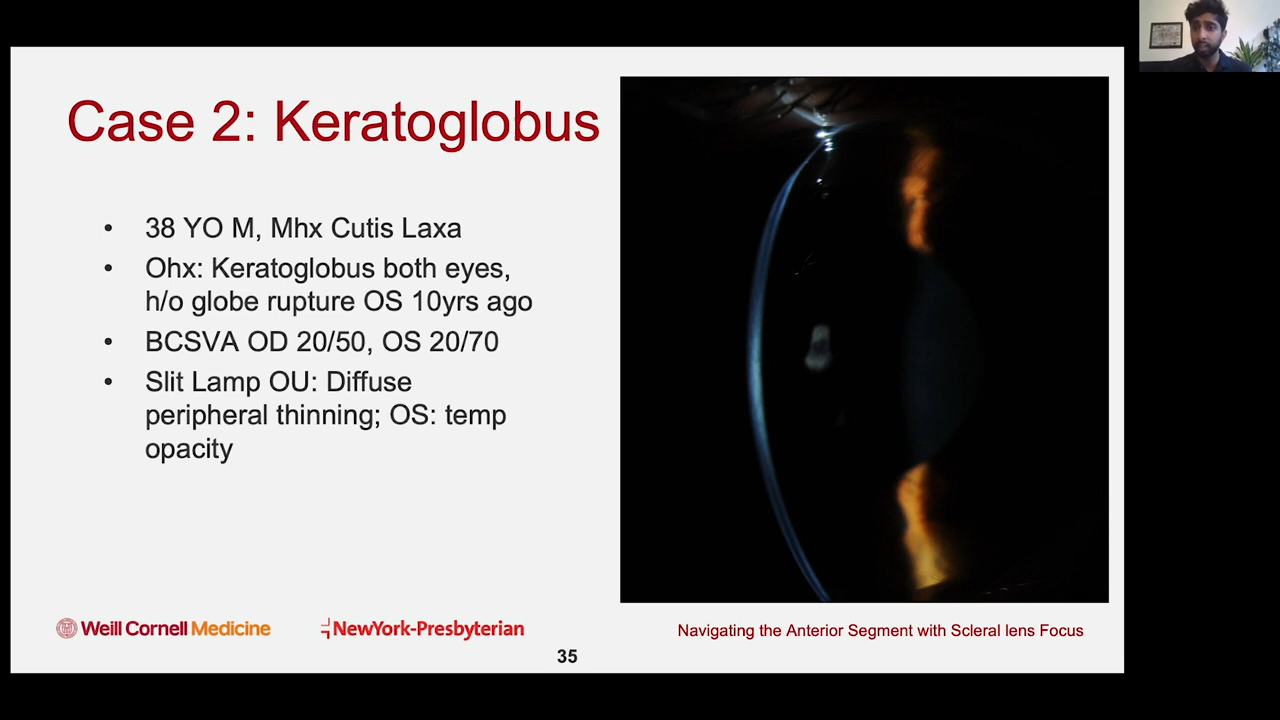 Case 2: Keratoglobus
• 38 YO M, Mhx Cutis Laxa
• Ohx: Keratoglobus both eyes,
h/o globe rupture OS 10yrs ago
• BCSVA OD 20/50, OS 20/70
• Slit Lamp OU: Diffuse
peripheral thinning; OS: temp
opacity
Weill Cornell Medicine
NewYork-Presbyterian
Navigating the Anterior Segment with Scleral lens Focus
35